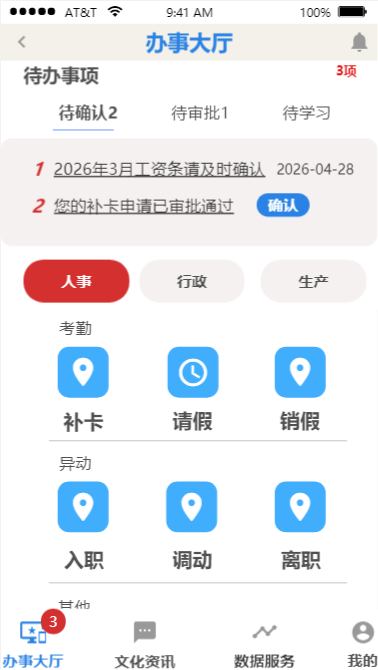 AT&T 9:41 AM 100%
办事大厅
待办事项 3项
待确认2 待审批1 待学习
1 2026年3月工资条请及时确认 2026-04-28
2 您的补卡申请已审批通过 确认
人事 行政 生产
考勤
补卡 请假 销假
异动
入职 调动 离职
其他
3
办事大厅 文化资讯 数据服务 我的